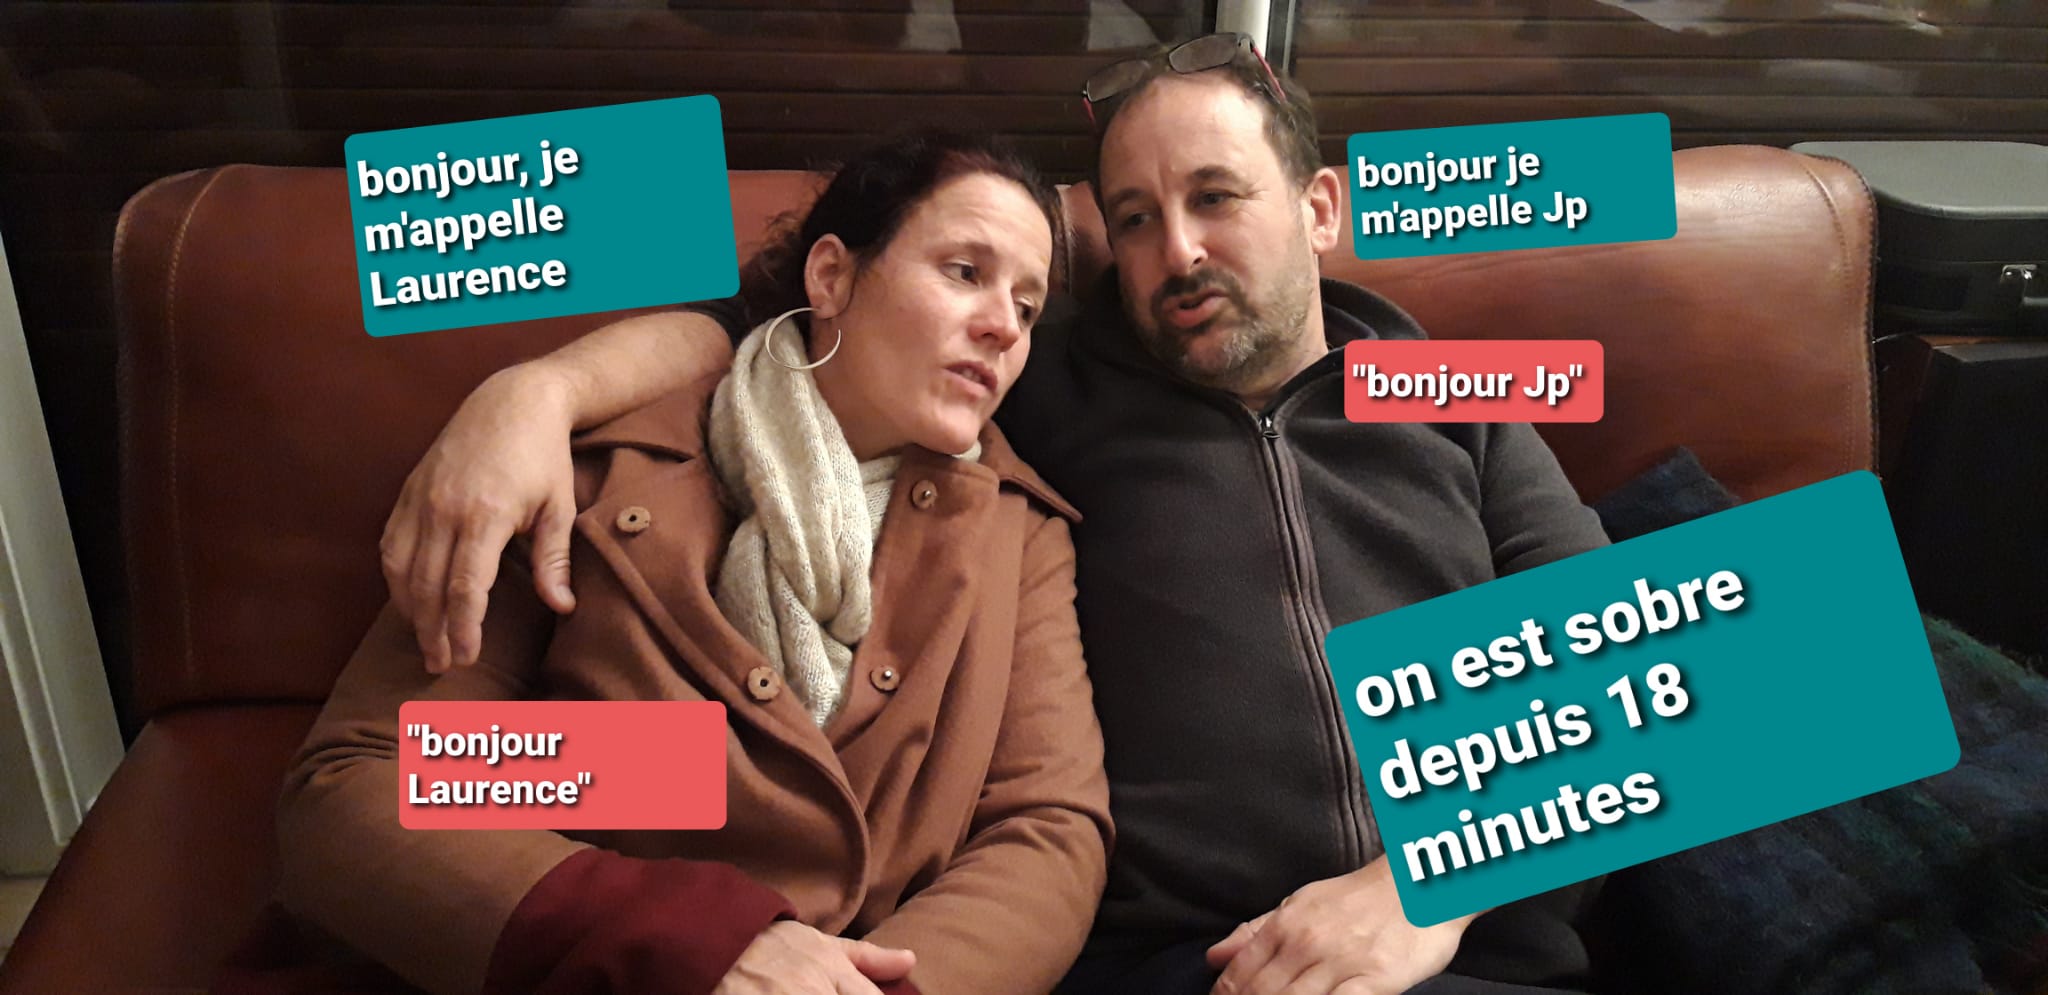 bonjour, je
m'appelle
Laurence
bonjour je
m'appelle Jp
"bonjour Jp"
"bonjour
Laurence"
on est sobre
depuis 18
minutes